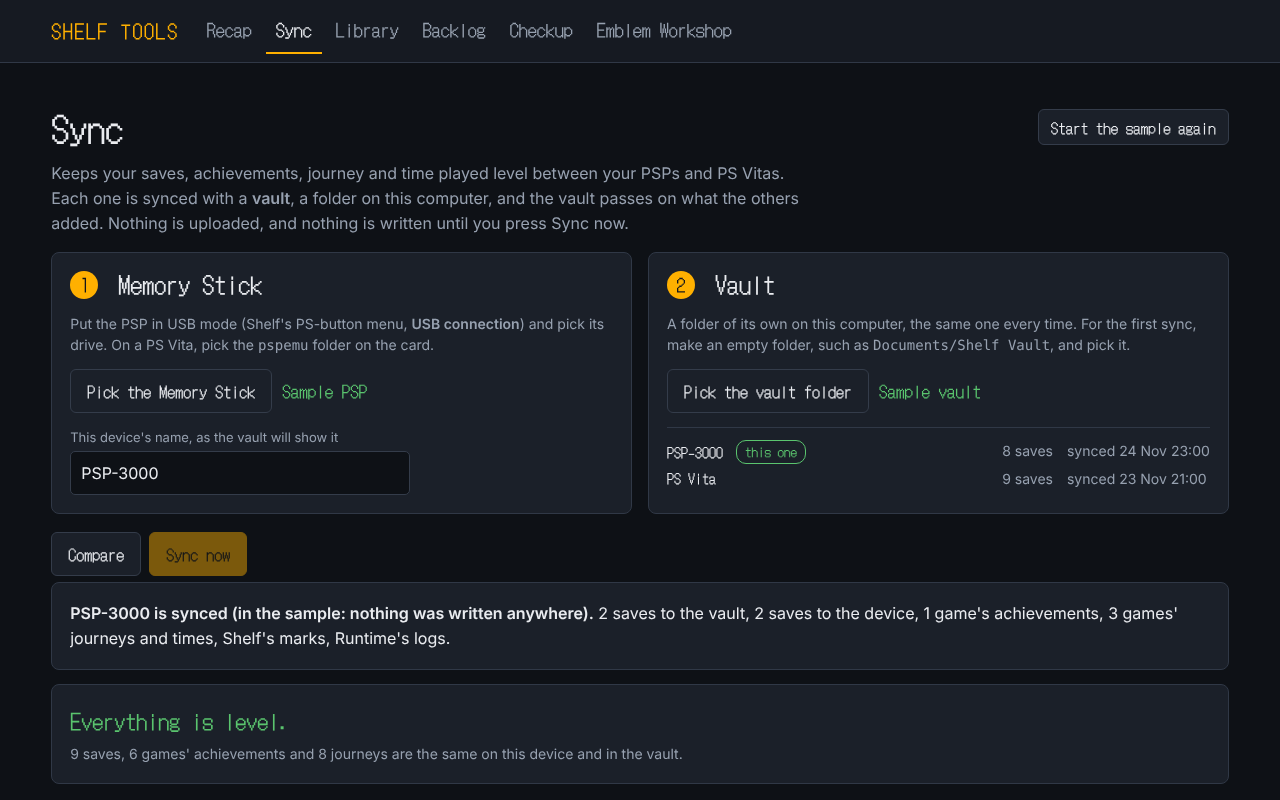 SHELF TOOLS Recap Sync Library Backlog Checkup Emblem Workshop
Sync
Start the sample again
Keeps your saves, achievements, journey and time played level between your PSPs and PS Vitas.
Each one is synced with a vault, a folder on this computer, and the vault passes on what the others
added. Nothing is uploaded, and nothing is written until you press Sync now.
1 Memory Stick
Put the PSP in USB mode (Shelf's PS-button menu, USB connection) and pick its
drive. On a PS Vita, pick the pspemu folder on the card.
Pick the Memory Stick Sample PSP
This device's name, as the vault will show it
PSP-3000
2 Vault
A folder of its own on this computer, the same one every time. For the first sync,
make an empty folder, such as Documents/Shelf Vault, and pick it.
Pick the vault folder Sample vault
PSP-3000 this one 8 saves synced 24 Nov 23:00
PS Vita 9 saves synced 23 Nov 21:00
Compare Sync now
PSP-3000 is synced (in the sample: nothing was written anywhere). 2 saves to the vault, 2 saves to the device, 1 game's achievements, 3 games'
journeys and times, Shelf's marks, Runtime's logs.
Everything is level.
9 saves, 6 games' achievements and 8 journeys are the same on this device and in the vault.